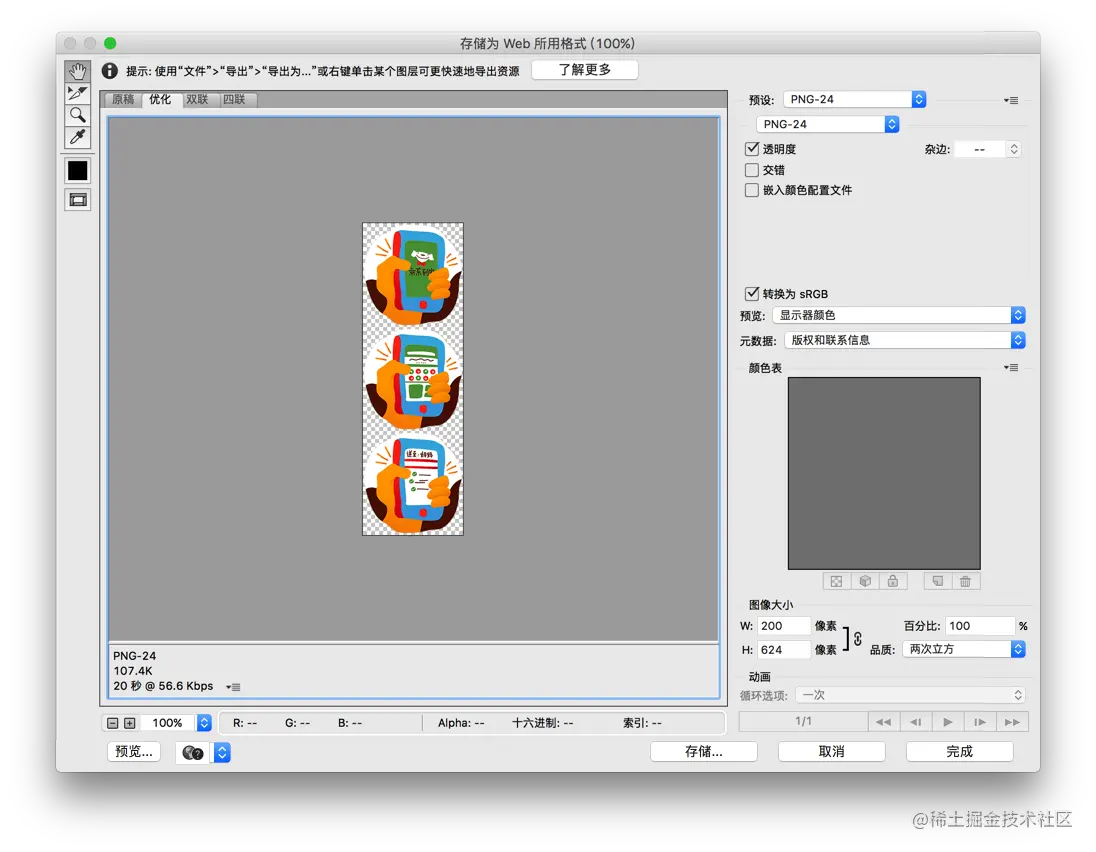 存储为 Web 所用格式 (100%)
提示: 使用“文件”>“导出”>“导出为...”或右键单击某个图层可更快速地导出资源
了解更多
原稿 优化 双联 四联
预设: PNG-24
PNG-24
透明度 杂边: --
交错
嵌入颜色配置文件
转换为 sRGB
预览: 显示器颜色
元数据: 版权和联系信息
颜色表
图像大小
W: 200 像素 百分比: 100 %
H: 624 像素 品质: 两次立方
动画
循环选项: 一次
1/1
PNG-24
107.4K
20 秒 @ 56.6 Kbps
100% R: -- G: -- B: -- Alpha: -- 十六进制: -- 索引: --
预览... 存储... 取消 完成
@稀土掘金技术社区